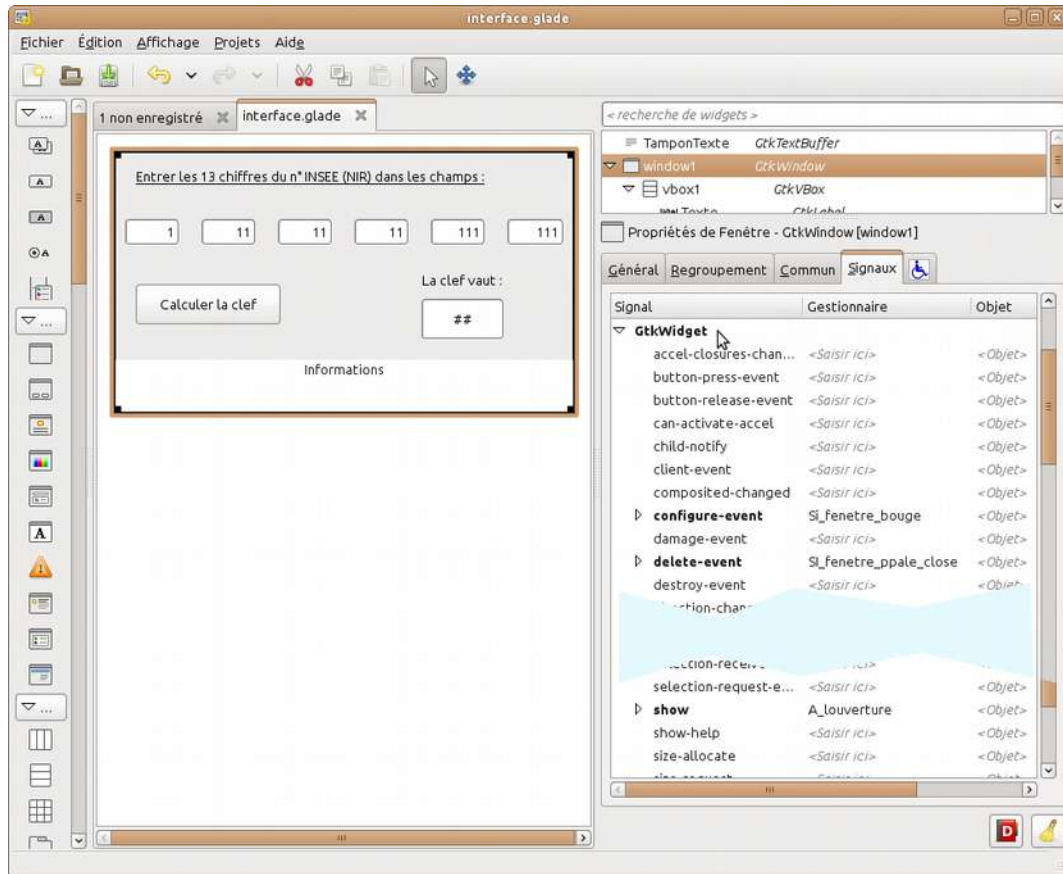 interface.glade
Fichier Édition Affichage Projets Aide
1 non enregistré interface.glade
Entrer les 13 chiffres du n° INSEE (NIR) dans les champs :
1 11 11 11 111 111
La clef vaut :
Calculer la clef
##
Informations
< recherche de widgets >
TamponTexte GtkTextBuffer
window1 GtkWindow
vbox1 GtkVBox
Texte GtkLabel
Propriétés de Fenêtre - GtkWindow [window1]
Général Regroupement Commun Signaux
Signal Gestionnaire Objet
GtkWidget
accel-closures-chan... <Saisir ici> <Objet>
button-press-event <Saisir ici> <Objet>
button-release-event <Saisir ici> <Objet>
can-activate-accel <Saisir ici> <Objet>
child-notify <Saisir ici> <Objet>
client-event <Saisir ici> <Objet>
composited-changed <Saisir ici> <Objet>
configure-event Si_fenetre_bouge <Objet>
damage-event <Saisir ici> <Objet>
delete-event SI_fenetre_ppale_close <Objet>
destroy-event <Saisir ici> <Objet>
selection-request-e... <Saisir ici> <Objet>
show A_louverture <Objet>
show-help <Saisir ici> <Objet>
size-allocate <Saisir ici> <Objet>